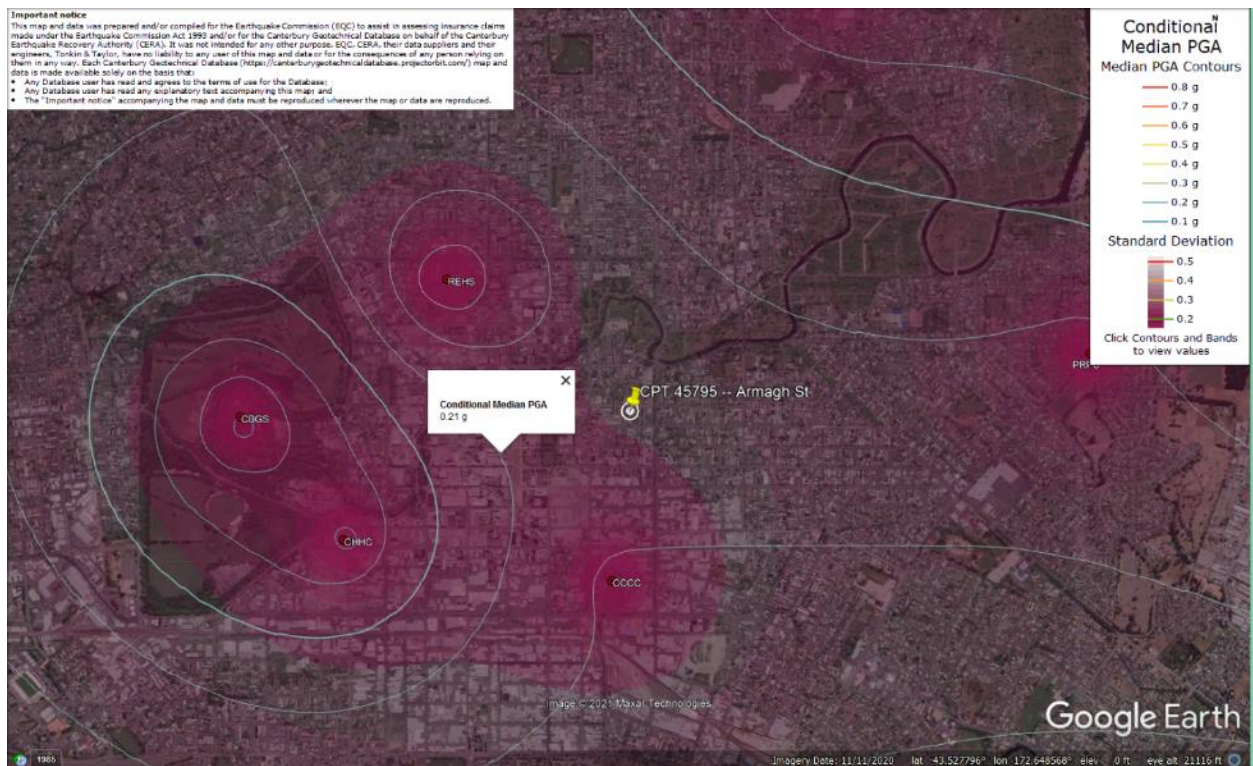 Important notice
This map and data was prepared and/or compiled for the Earthquake Commission (EQC) to assist in assessing insurance claims
made under the Earthquake Commission Act 1993 and/or for the Canterbury Geotechnical Database on behalf of the Canterbury
Earthquake Recovery Authority (CERA). It was not intended for any other purpose. EQC, CERA, their data suppliers and their
engineers, Tonkin & Taylor, have no liability to any user of this map and data or for the consequences of any person relying on
them in any way. Each Canterbury Geotechnical Database (https://canterburygeotechnicaldatabase.projectorbit.com/) map and
data is made available solely on the basis that:
• Any Database user has read and agrees to the terms of use for the Database;
• Any Database user has read any explanatory text accompanying this map; and
• The "Important notice" accompanying the map and data must be reproduced wherever the map or data are reproduced.
N
Conditional
Median PGA
Median PGA Contours
0.8 g
0.7 g
0.6 g
0.5 g
0.4 g
0.3 g
0.2 g
0.1 g
Standard Deviation
0.5
0.4
0.3
0.2
Click Contours and Bands
to view values
REHS
CPT 45795 -- Armagh St
Conditional Median PGA
0.21 g
CBGS
CHHC
CCCC
Image © 2021 Maxar Technologies
Google Earth
1985
Imagery Date: 11/11/2020 lat -43.527796° lon 172.648568° elev 0 ft eye alt 21116 ft